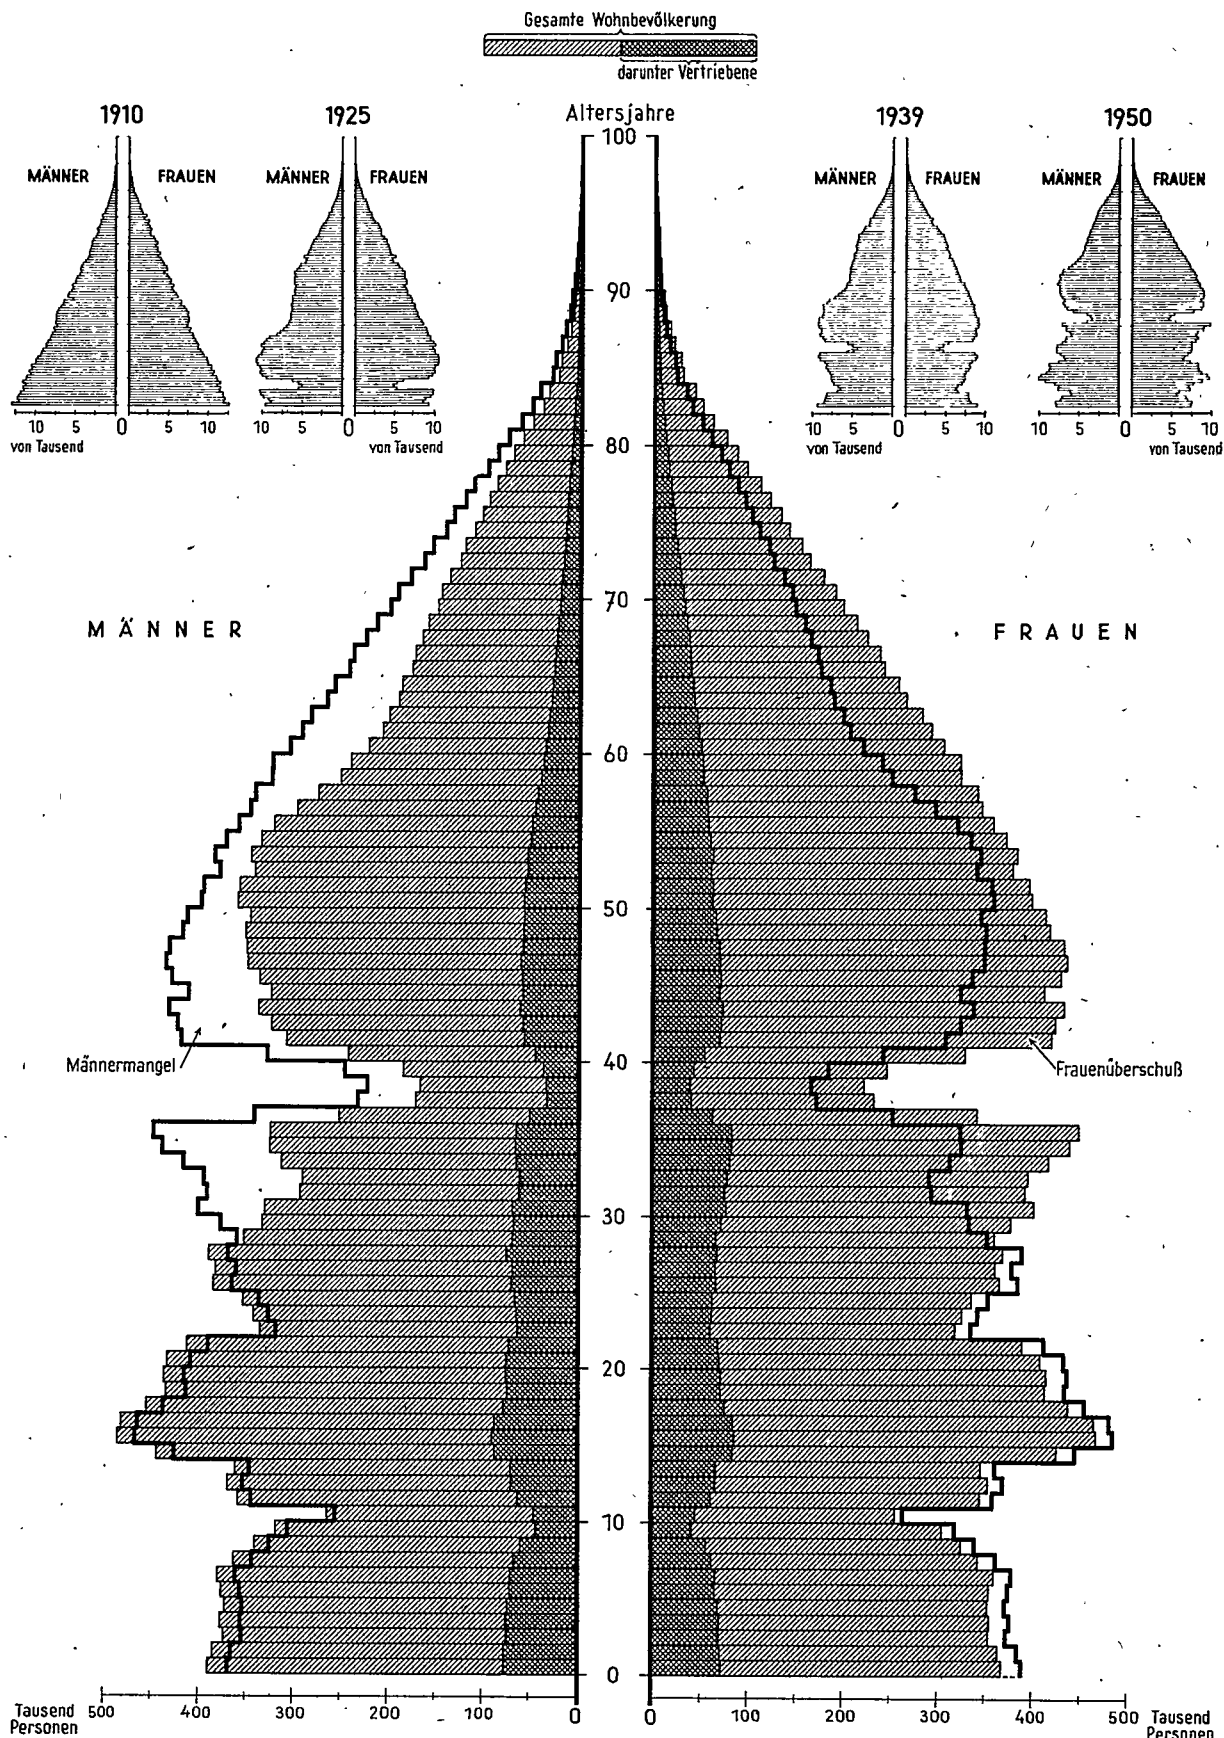 Gesamte Wohnbevölkerung
darunter Vertriebene
1910
1925
Altersjahre
1939
1950
MÄNNER FRAUEN
MÄNNER FRAUEN
MÄNNER FRAUEN
MÄNNER FRAUEN
10 5 0 5 10
von Tausend
10 5 0 5 10
von Tausend
10 5 0 5 10
von Tausend
10 5 0 5 10
von Tausend
100
90
80
70
MÄNNER
FRAUEN
60
50
Männermangel
40
Frauenüberschuß
30
20
10
0
Tausend Personen
500 400 300 200 100 0
0 100 200 300 400 500
Tausend Personen